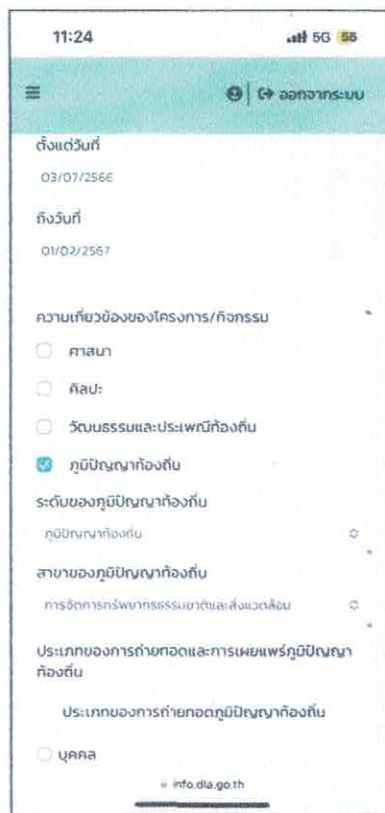 11:24
5G 55
ออกจากระบบ
ตั้งแต่วันที่
03/07/2566
ถึงวันที่
01/02/2567
ความเกี่ยวข้องของโครงการ/กิจกรรม
*
ศาสนา
ศิลปะ
วัฒนธรรมและประเพณีท้องถิ่น
ภูมิปัญญาท้องถิ่น
ระดับของภูมิปัญญาท้องถิ่น
ภูมิปัญญาท้องถิ่น
*
สาขาของภูมิปัญญาท้องถิ่น
การจัดการทรัพยากรธรรมชาติและสิ่งแวดล้อม
*
ประเภทของการถ่ายทอดและการเผยแพร่ภูมิปัญญา
ท้องถิ่น
ประเภทของการถ่ายทอดภูมิปัญญาท้องถิ่น
บุคคล
info.dla.go.th